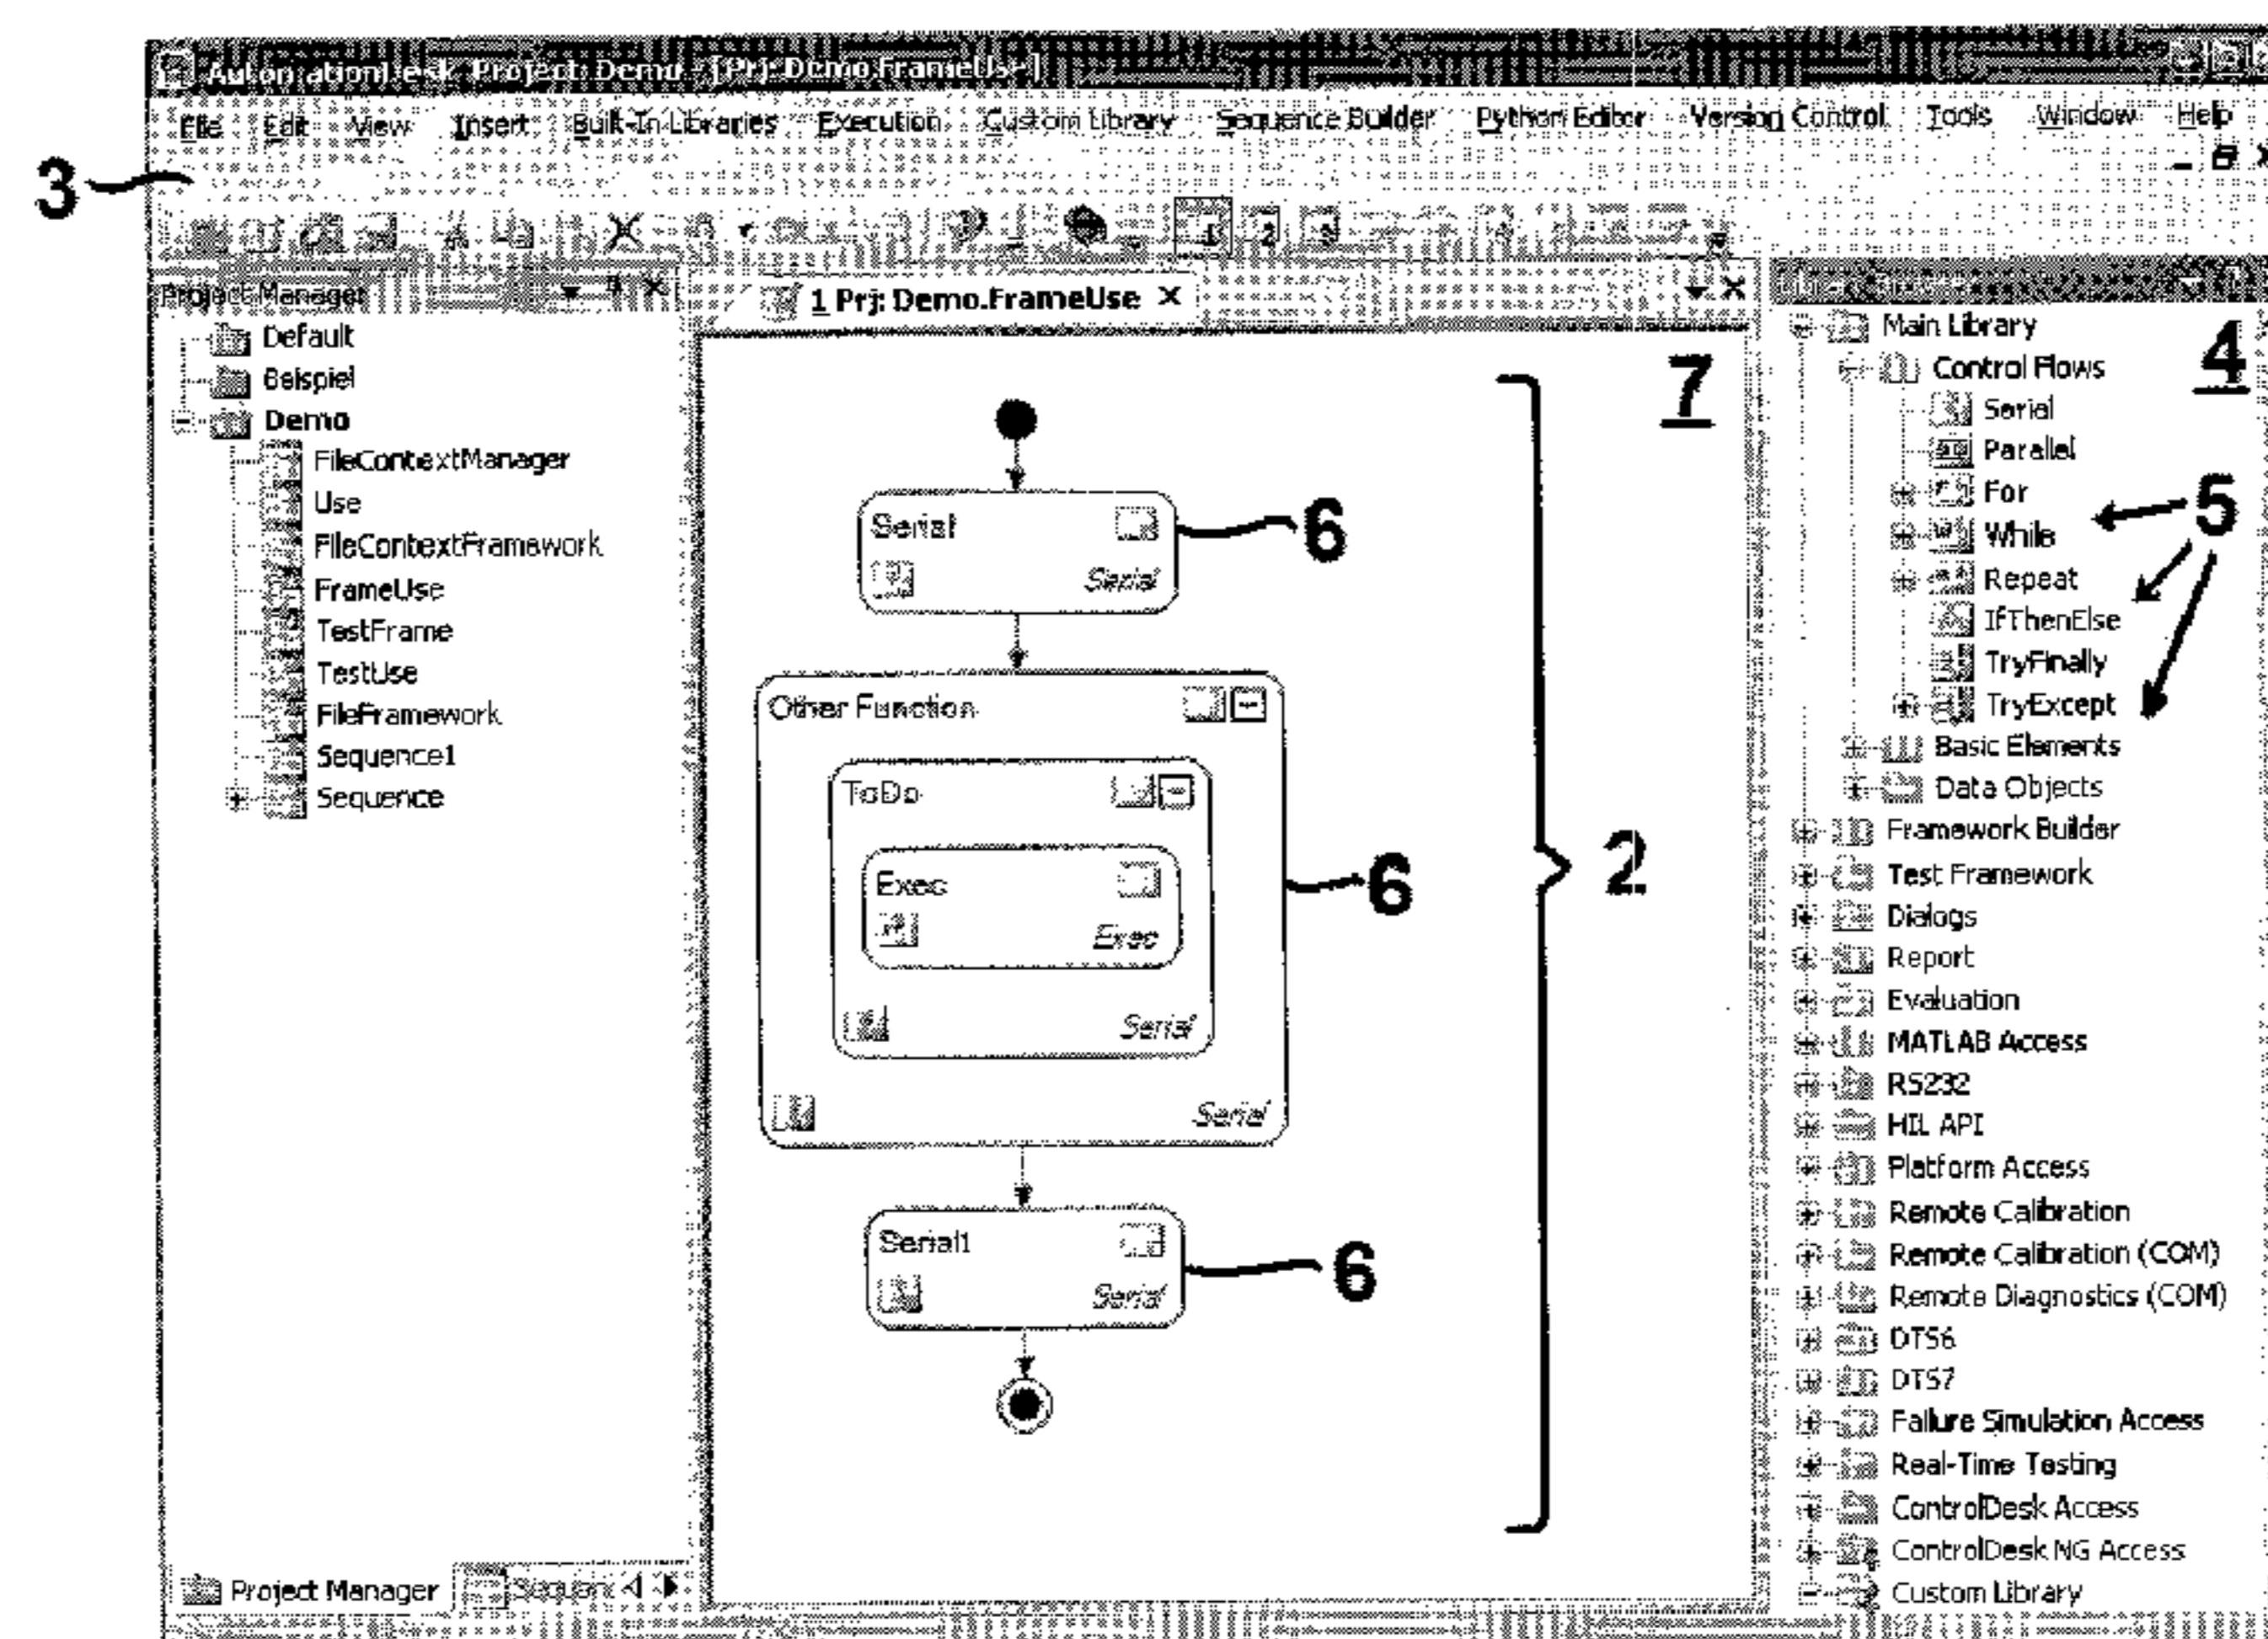 AutomationDesk Project: Demo - [Prj: Demo.FrameUse]
File Edit View Insert Built-In Libraries Execution Custom Library Sequence Builder Python Editor Version Control Tools Window Help
3
1 2 3
Project Manager
Default
Beispiel
Demo
FileContextManager
Use
FileContextFramework
FrameUse
TestFrame
TestUse
FileFramework
Sequence1
Sequence
Project Manager
1 Prj: Demo.FrameUse
7
Serial
Serial
6
Other Function
ToDo
Exec
Exec
Serial
Serial
6
2
Serial1
Serial
6
Library Browser
Main Library
4
Control Flows
Serial
Parallel
For
5
While
Repeat
IfThenElse
TryFinally
TryExcept
Basic Elements
Data Objects
Framework Builder
Test Framework
Dialogs
Report
Evaluation
MATLAB Access
RS232
HIL API
Platform Access
Remote Calibration
Remote Calibration (COM)
Remote Diagnostics (COM)
DTS6
DTS7
Failure Simulation Access
Real-Time Testing
ControlDesk Access
ControlDesk NG Access
Custom Library